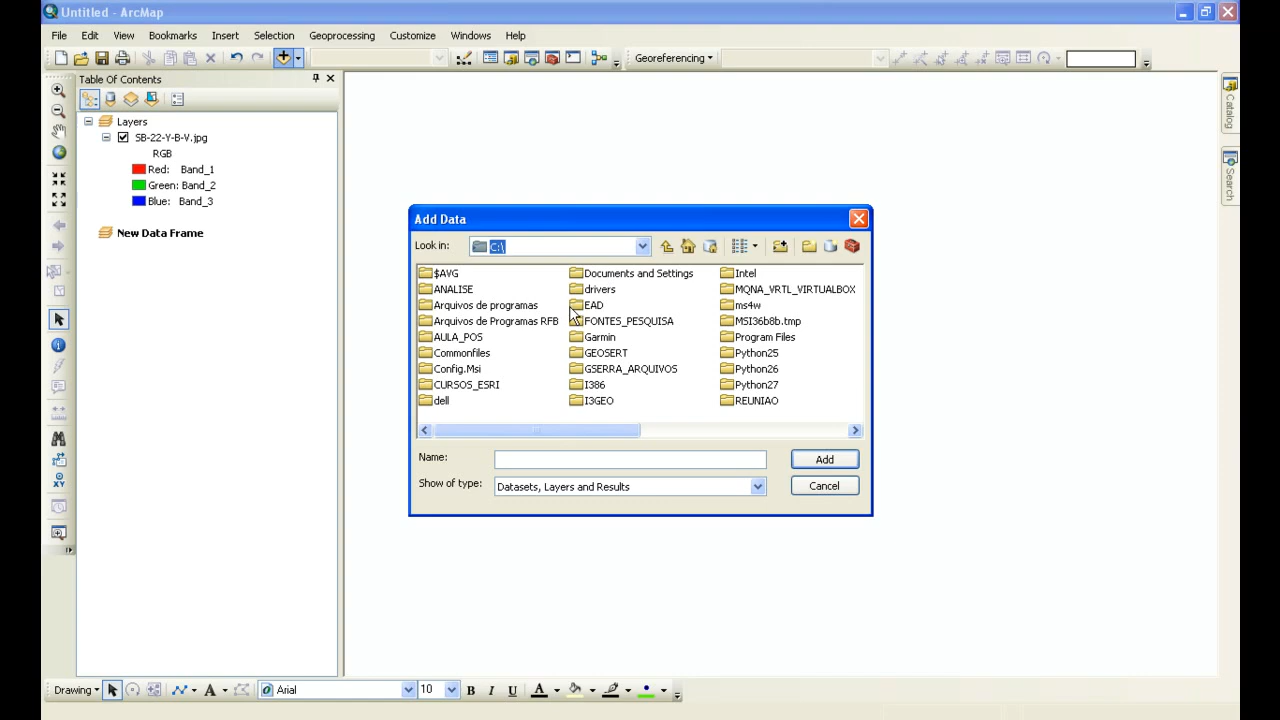 Untitled - ArcMap
File Edit View Bookmarks Insert Selection Geoprocessing Customize Windows Help
Georeferencing
Table Of Contents
Layers
SB-22-Y-B-V.jpg
RGB
Red: Band_1
Green: Band_2
Blue: Band_3
New Data Frame
Catalog
Search
Add Data
Look in: C:\
$AVG Documents and Settings Intel
ANALISE drivers MQNA_VRTL_VIRTUALBOX
Arquivos de programas EAD ms4w
Arquivos de Programas RFB FONTES_PESQUISA MSI36b8b.tmp
AULA_POS Garmin Program Files
Commonfiles GEOSERT Python25
Config.Msi GSERRA_ARQUIVOS Python26
CURSOS_ESRI I386 Python27
dell I3GEO REUNIAO
Name: Add
Show of type: Datasets, Layers and Results Cancel
Drawing A Arial 10 B I U A